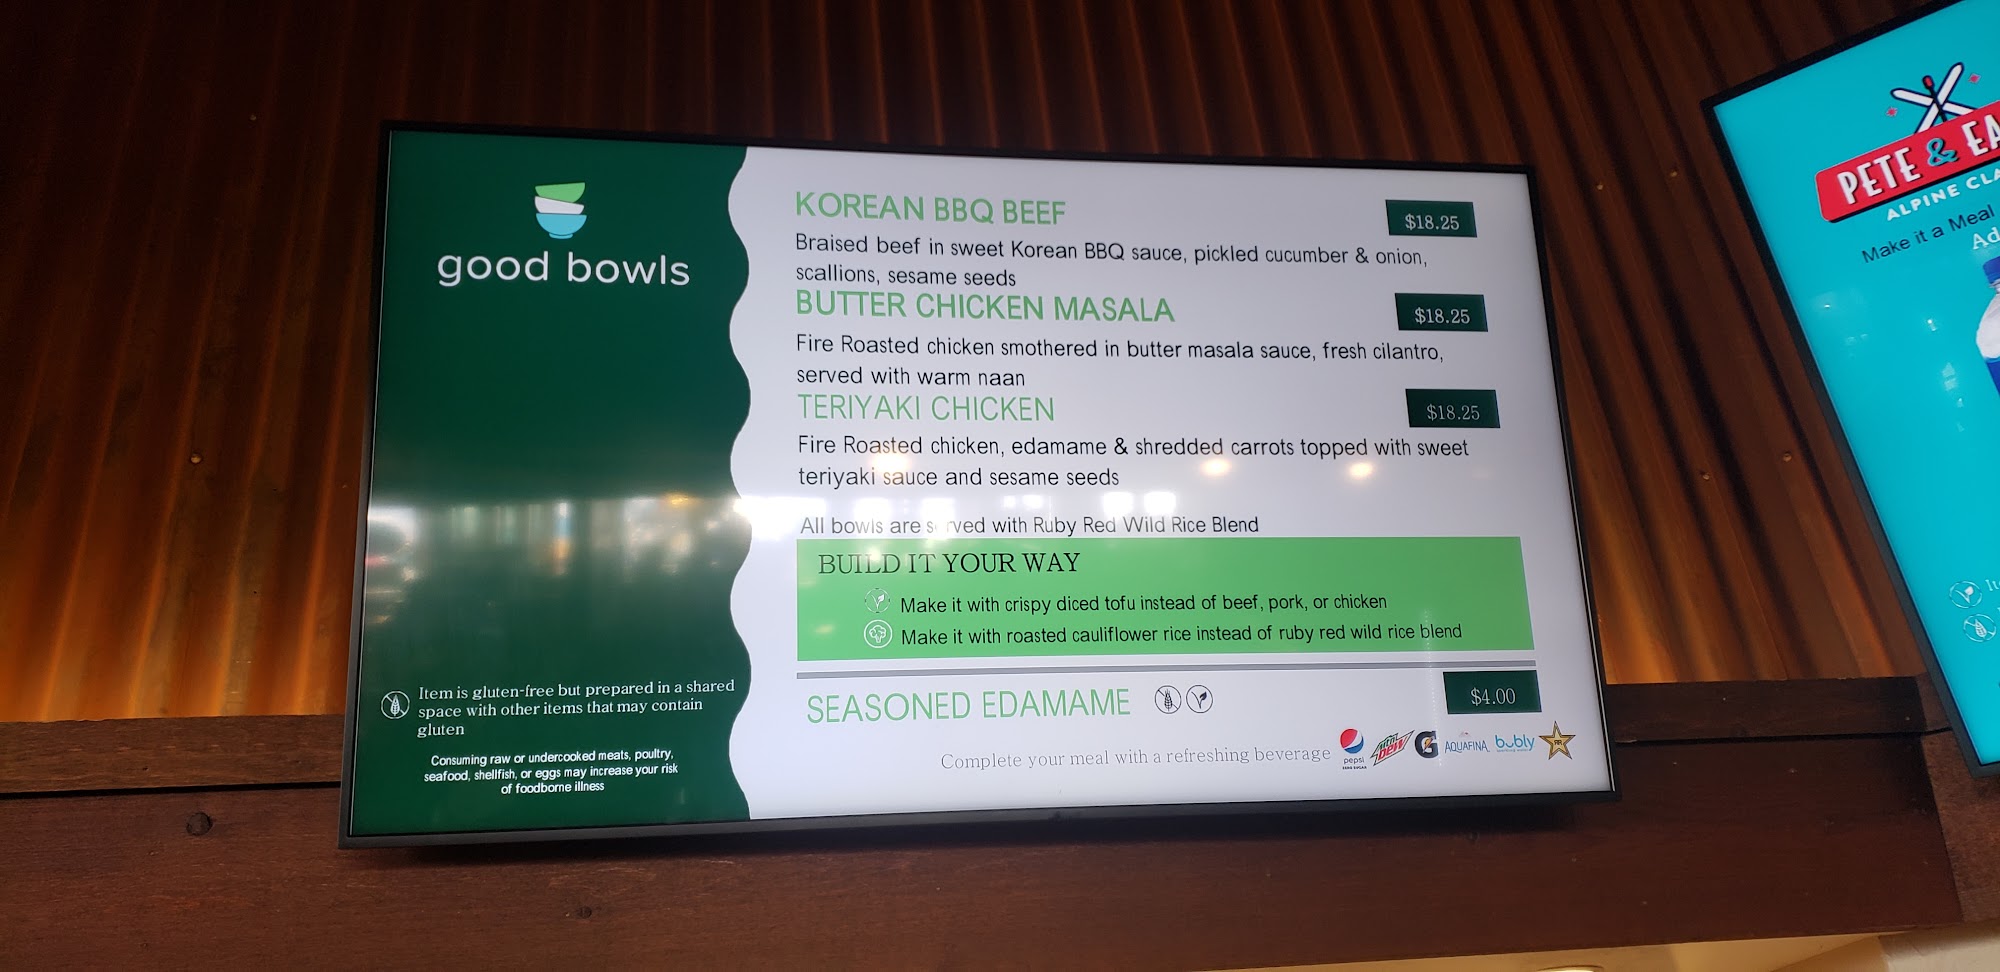 good bowls
Item is gluten-free but prepared in a shared
space with other items that may contain
gluten
Consuming raw or undercooked meats, poultry,
seafood, shellfish, or eggs may increase your risk
of foodborne illness
KOREAN BBQ BEEF $18.25
Braised beef in sweet Korean BBQ sauce, pickled cucumber & onion,
scallions, sesame seeds
BUTTER CHICKEN MASALA $18.25
Fire Roasted chicken smothered in butter masala sauce, fresh cilantro,
served with warm naan
TERIYAKI CHICKEN $18.25
Fire Roasted chicken, edamame & shredded carrots topped with sweet
teriyaki sauce and sesame seeds
All bowls are served with Ruby Red Wild Rice Blend
BUILD IT YOUR WAY
Make it with crispy diced tofu instead of beef, pork, or chicken
Make it with roasted cauliflower rice instead of ruby red wild rice blend
SEASONED EDAMAME $4.00
Complete your meal with a refreshing beverage
pepsi
ZERO SUGAR
mtn DEW
G
AQUAFINA
bubly
R
PETE & EA
ALPINE CLA
Make it a Meal
Ad